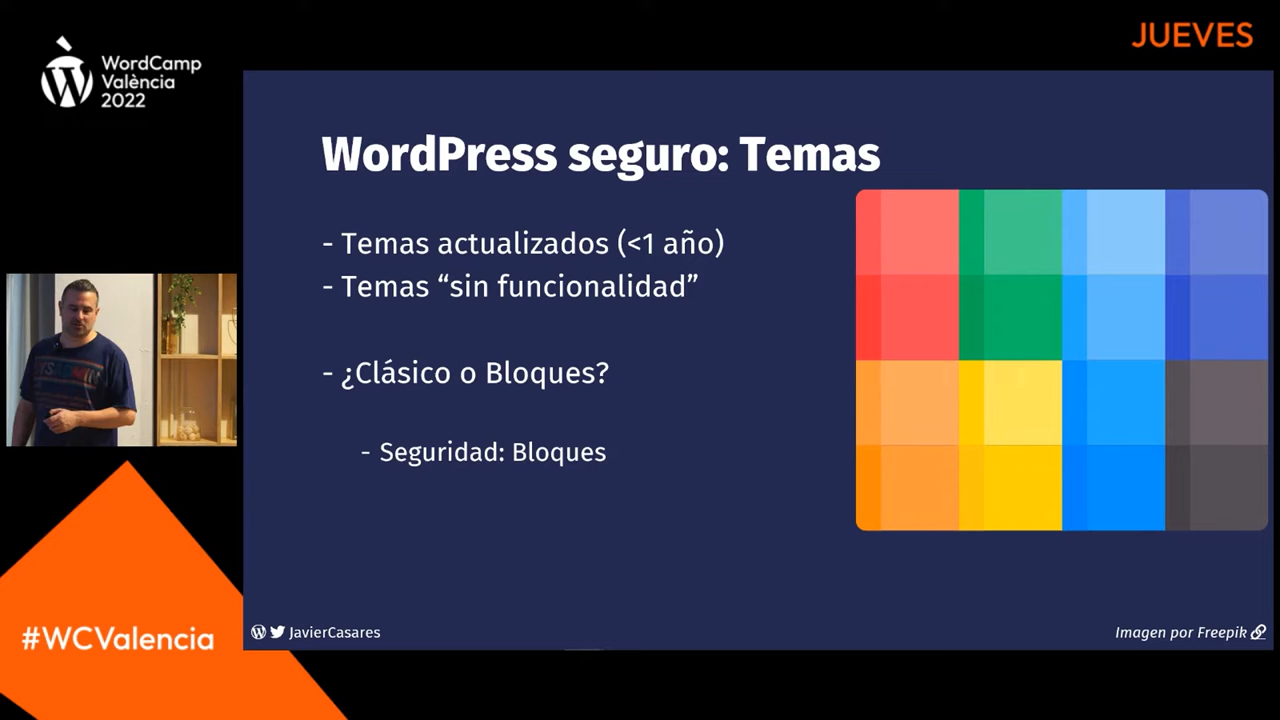 JUEVES
WordCamp
València
2022
WordPress seguro: Temas
- Temas actualizados (<1 año)
- Temas “sin funcionalidad”
- ¿Clásico o Bloques?
- Seguridad: Bloques
#WCValencia
JavierCasares
Imagen por Freepik